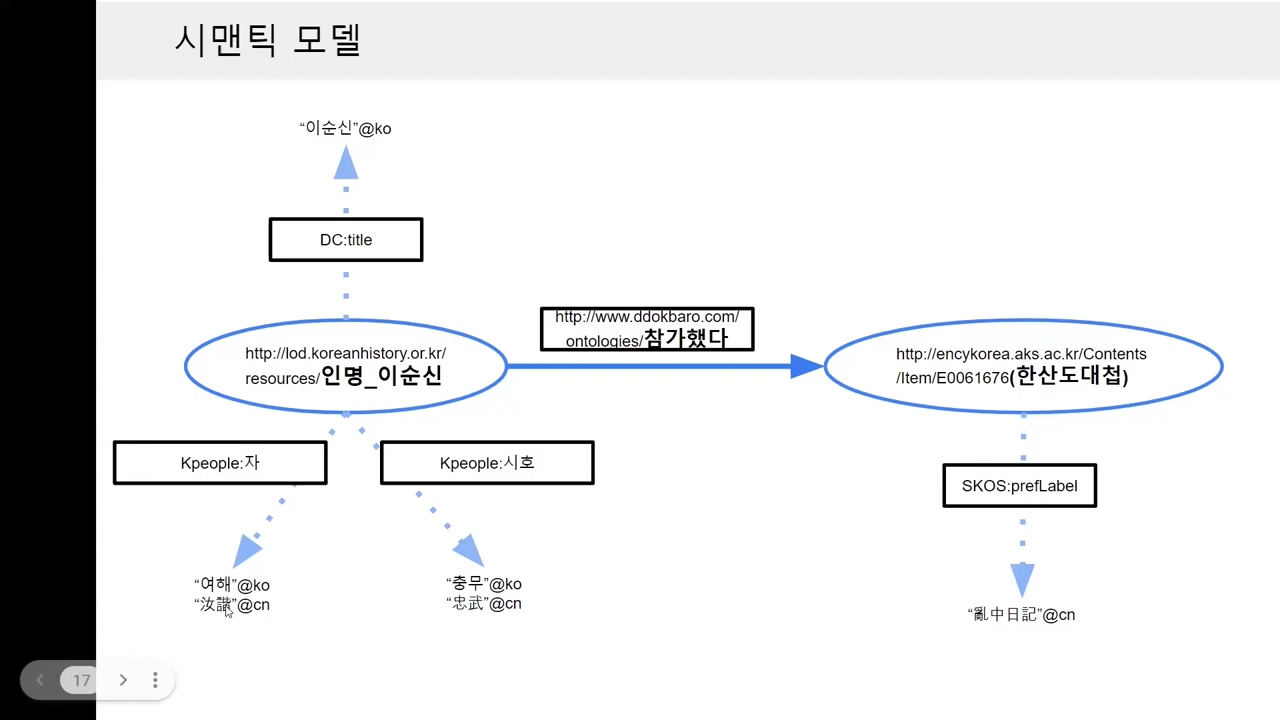 시맨틱 모델
“이순신”@ko
DC:title
http://www.ddokbaro.com/
ontologies/참가했다
http://lod.koreanhistory.or.kr/
resources/인명_이순신
http://encykorea.aks.ac.kr/Contents
/Item/E0061676(한산도대첩)
Kpeople:자
Kpeople:시호
SKOS:prefLabel
“여해”@ko
“汝諧”@cn
“충무”@ko
“忠武”@cn
“亂中日記”@cn
17